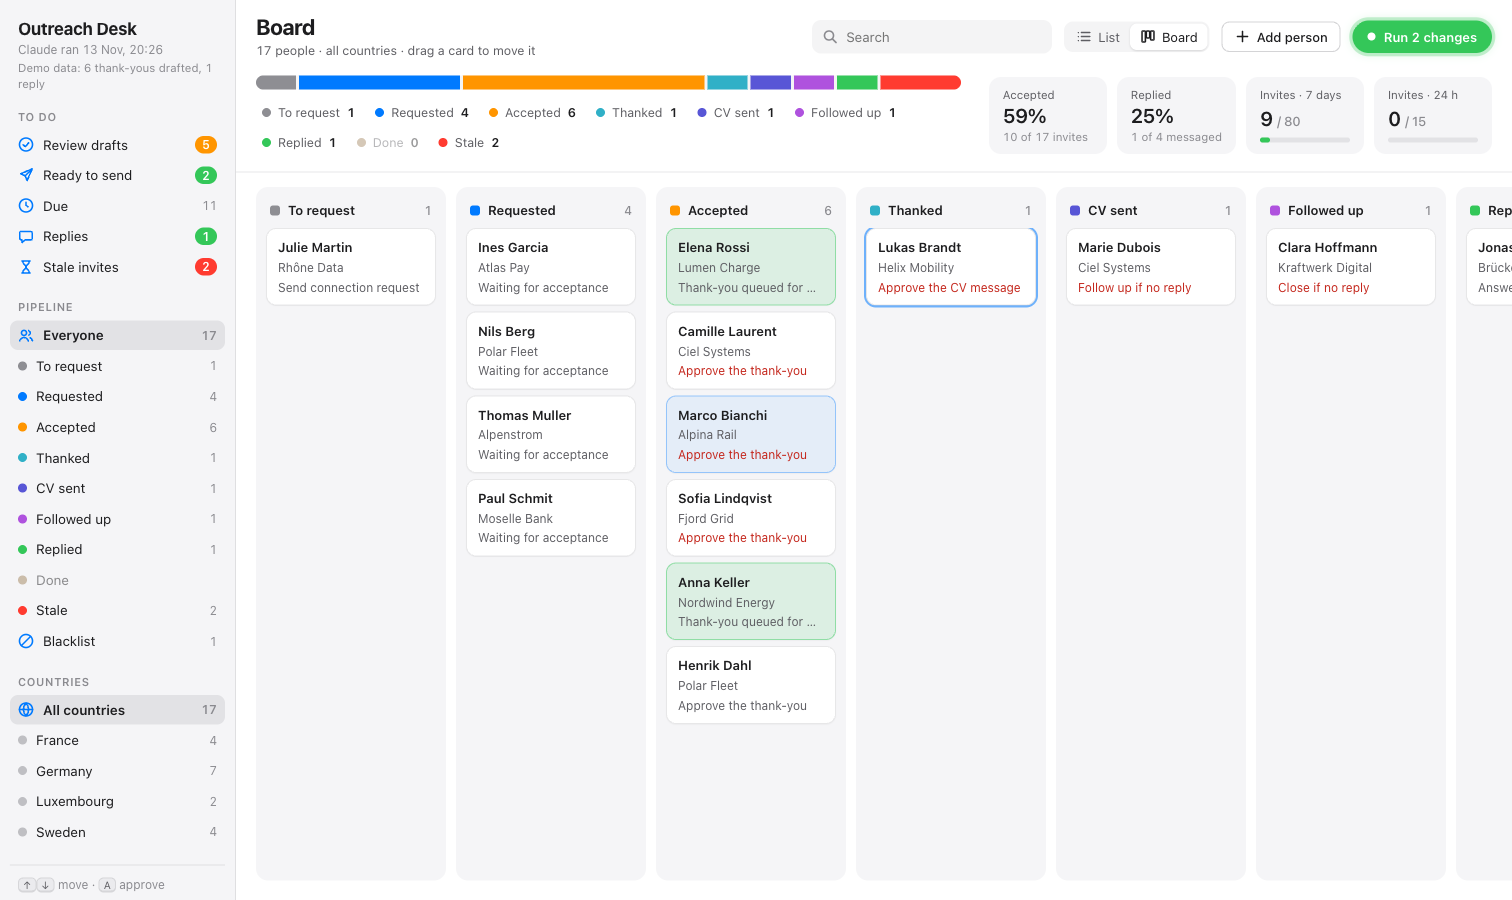 Outreach Desk
Claude ran 13 Nov, 20:26
Demo data: 6 thank-yous drafted, 1
reply
TO DO
Review drafts 5
Ready to send 2
Due 11
Replies 1
Stale invites 2
PIPELINE
Everyone 17
To request 1
Requested 4
Accepted 6
Thanked 1
CV sent 1
Followed up 1
Replied 1
Done
Stale 2
Blacklist 1
COUNTRIES
All countries 17
France 4
Germany 7
Luxembourg 2
Sweden 4
↑ ↓ move · A approve
Board
17 people · all countries · drag a card to move it
Search
List
Board
+ Add person
Run 2 changes
To request 1 Requested 4 Accepted 6 Thanked 1 CV sent 1 Followed up 1
Replied 1 Done 0 Stale 2
Accepted
59%
10 of 17 invites
Replied
25%
1 of 4 messaged
Invites · 7 days
9 / 80
Invites · 24 h
0 / 15
To request 1
Julie Martin
Rhône Data
Send connection request
Requested 4
Ines Garcia
Atlas Pay
Waiting for acceptance
Nils Berg
Polar Fleet
Waiting for acceptance
Thomas Muller
Alpenstrom
Waiting for acceptance
Paul Schmit
Moselle Bank
Waiting for acceptance
Accepted 6
Elena Rossi
Lumen Charge
Thank-you queued for ...
Camille Laurent
Ciel Systems
Approve the thank-you
Marco Bianchi
Alpina Rail
Approve the thank-you
Sofia Lindqvist
Fjord Grid
Approve the thank-you
Anna Keller
Nordwind Energy
Thank-you queued for ...
Henrik Dahl
Polar Fleet
Approve the thank-you
Thanked 1
Lukas Brandt
Helix Mobility
Approve the CV message
CV sent 1
Marie Dubois
Ciel Systems
Follow up if no reply
Followed up 1
Clara Hoffmann
Kraftwerk Digital
Close if no reply
Rep
Jonas
Brück
Answe